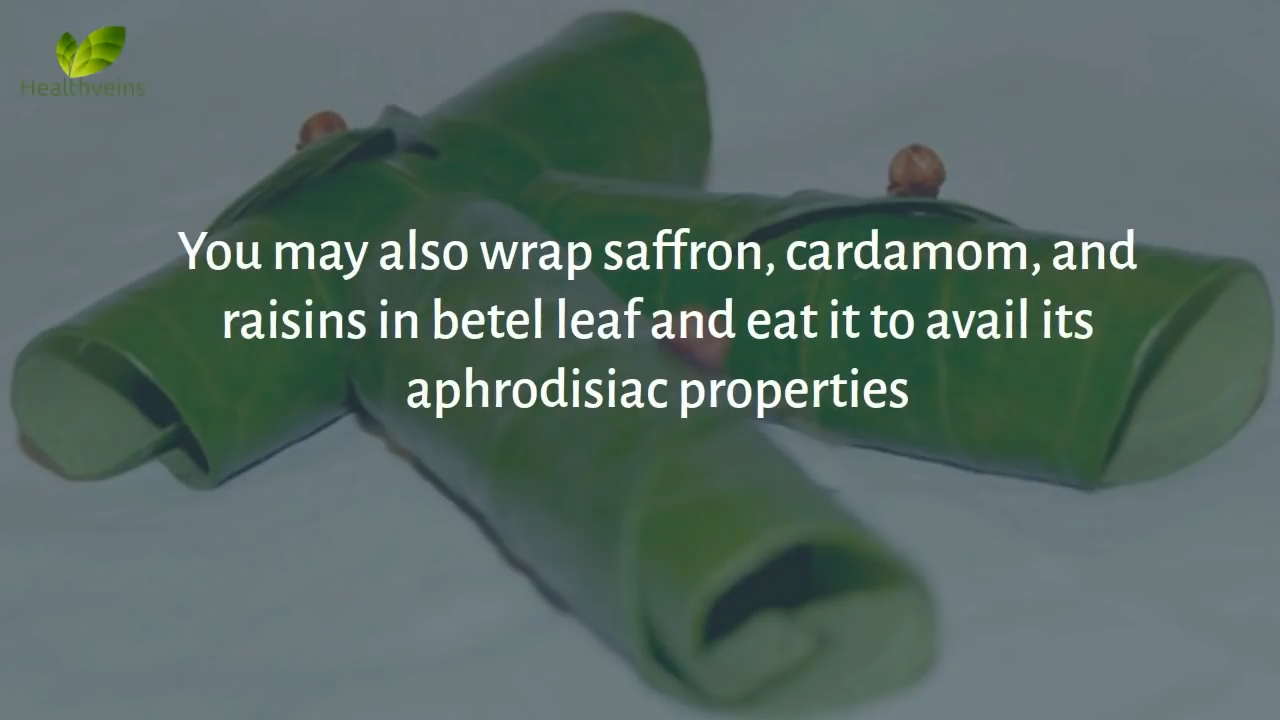 Healthveins
You may also wrap saffron, cardamom, and
raisins in betel leaf and eat it to avail its
aphrodisiac properties